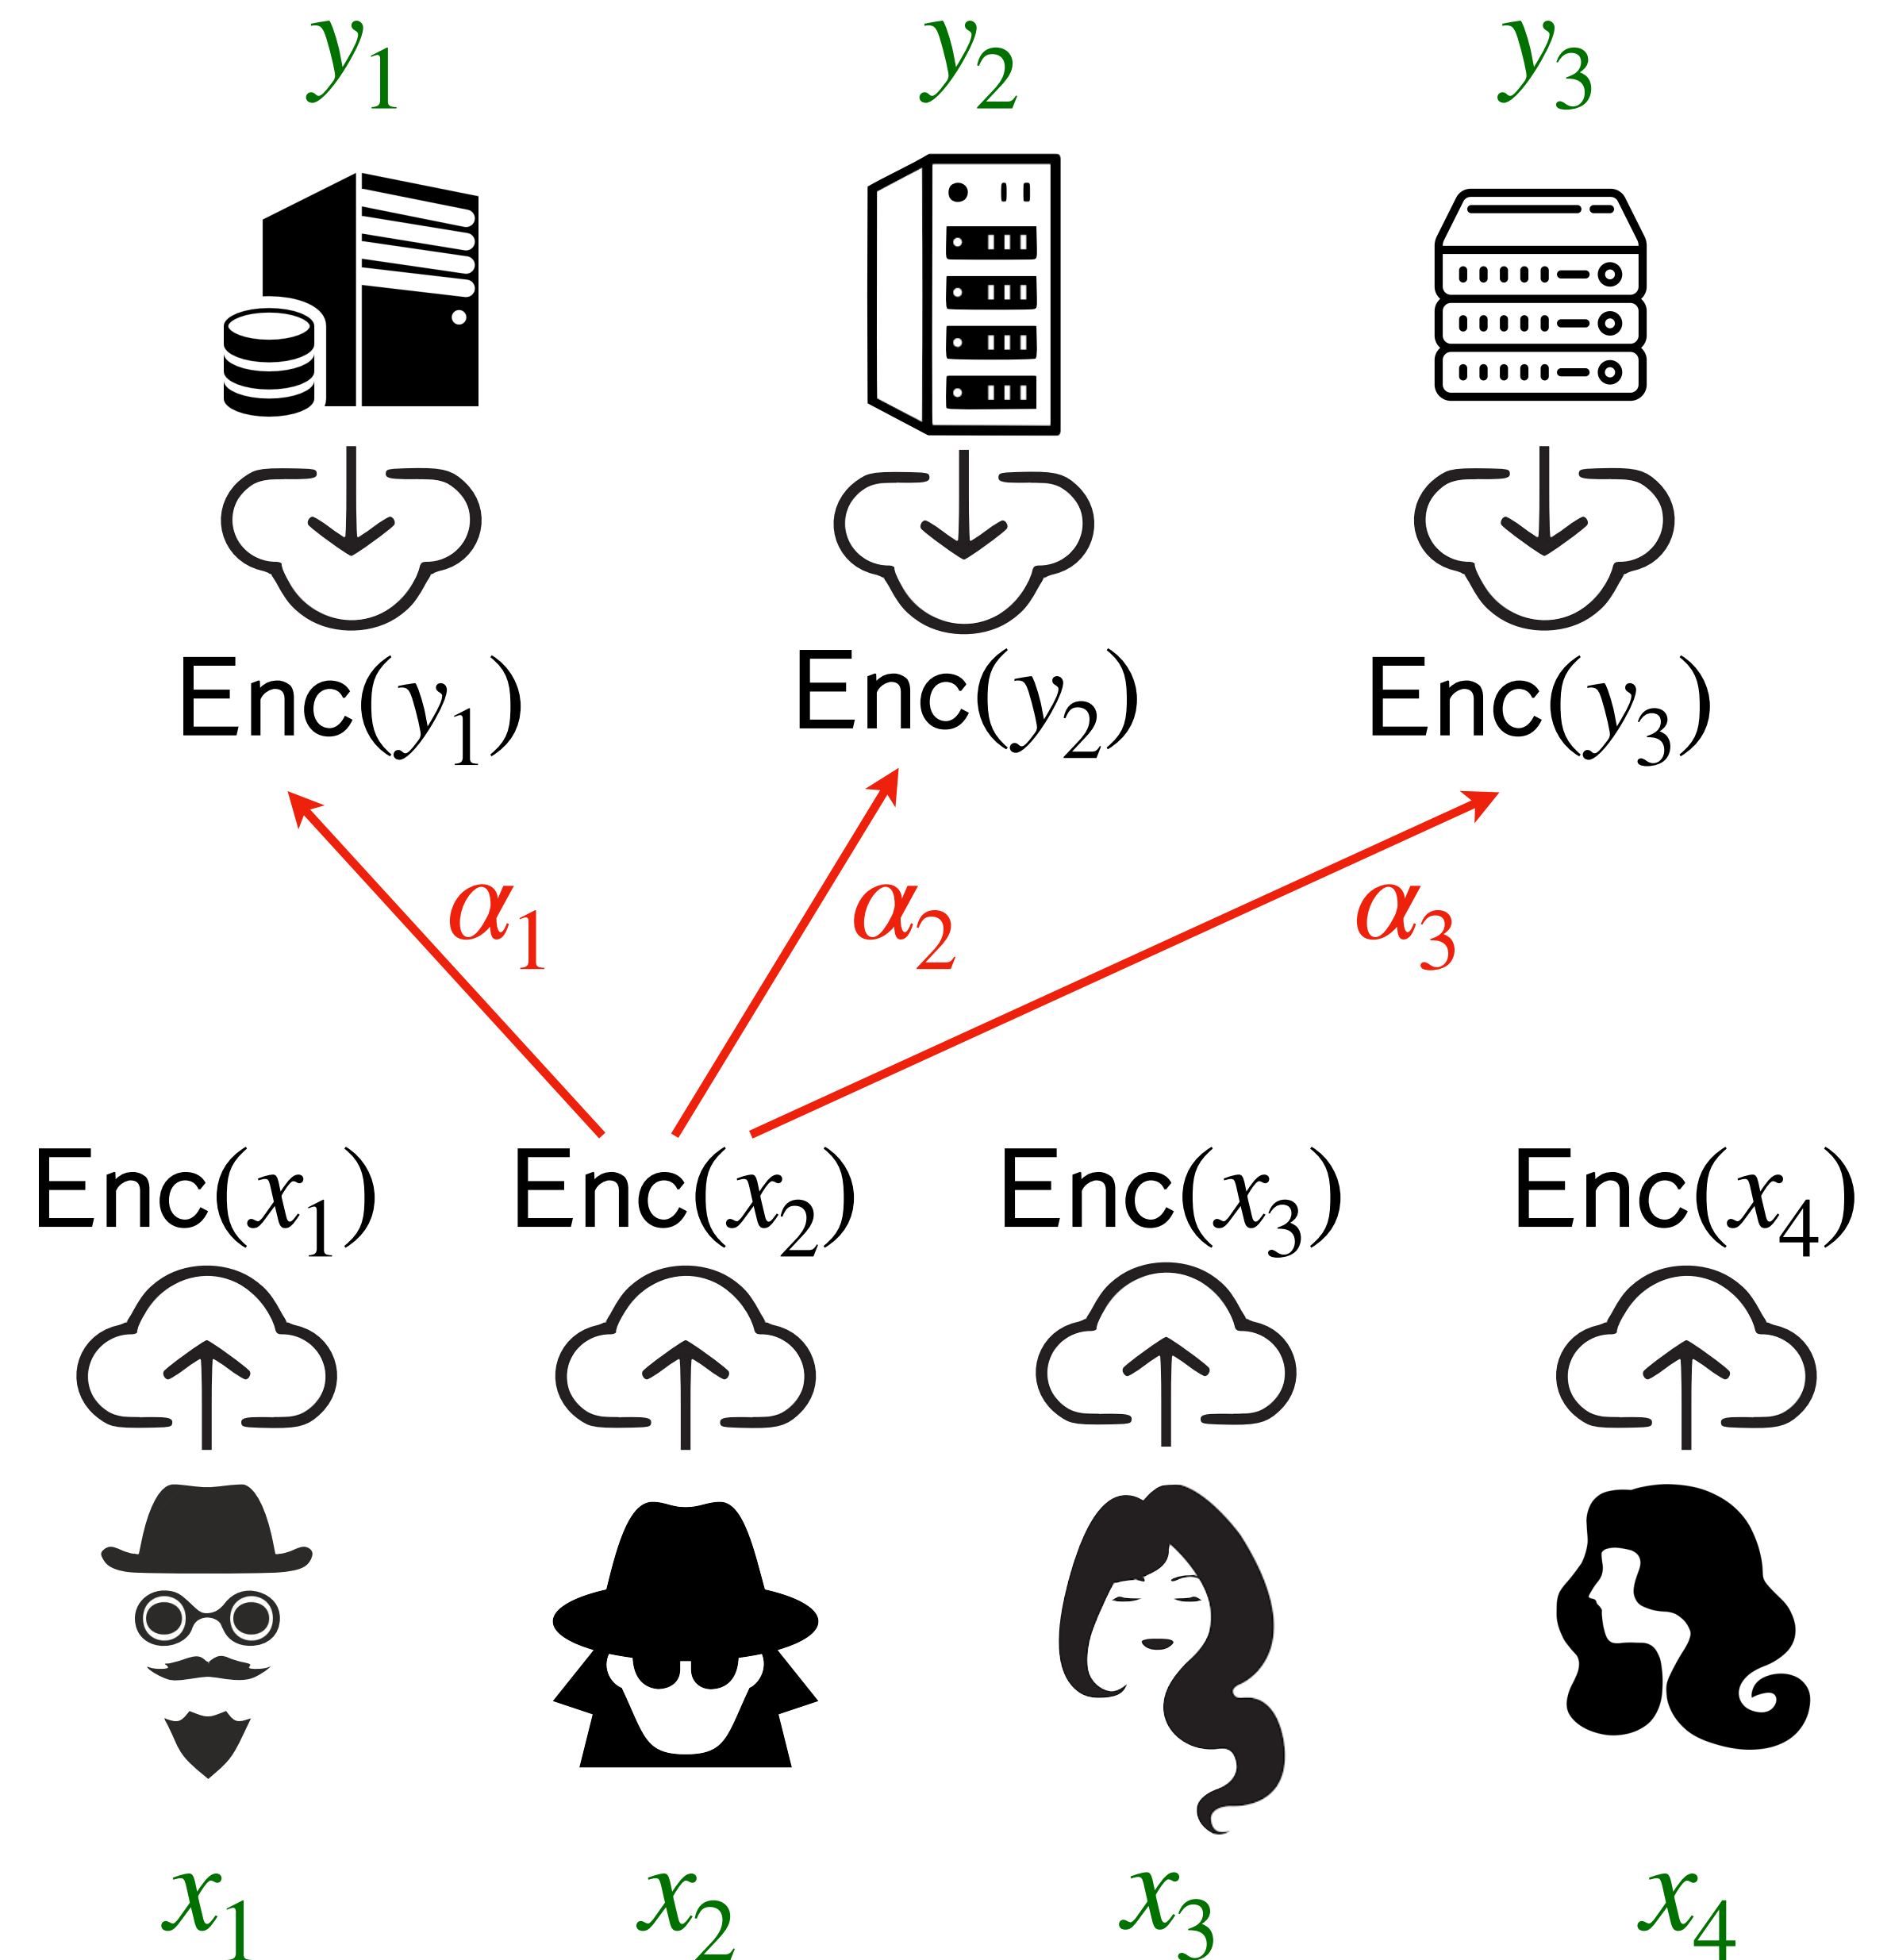 y₁ y₂ y₃
Enc(y₁) Enc(y₂) Enc(y₃)
α₁ α₂ α₃
Enc(x₁) Enc(x₂) Enc(x₃) Enc(x₄)
x₁ x₂ x₃ x₄